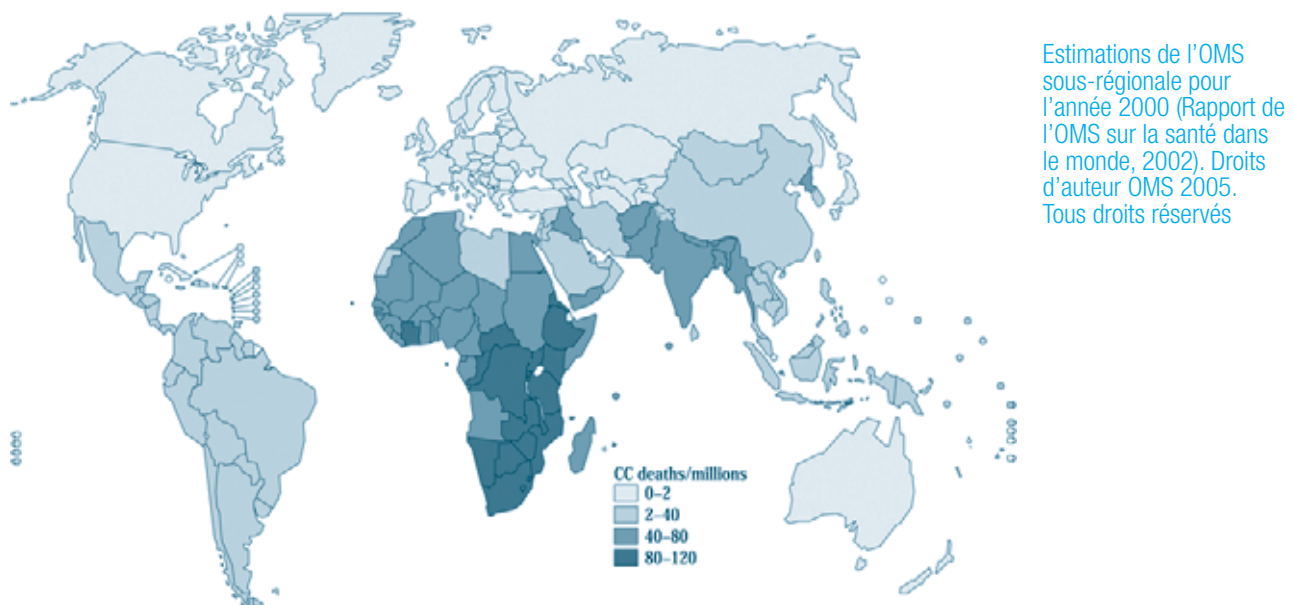 Estimations de l’OMS
sous-régionale pour
l’année 2000 (Rapport de
l’OMS sur la santé dans
le monde, 2002). Droits
d’auteur OMS 2005.
Tous droits réservés
CC deaths/millions
0–2
2–40
40–80
80–120